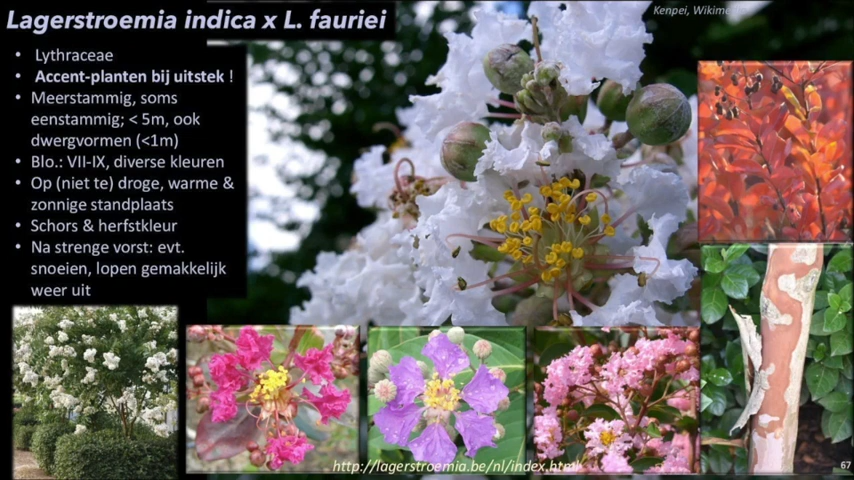 Lagerstroemia indica x L. fauriei
Kenpei, Wikim
• Lythraceae
• Accent-planten bij uitstek !
• Meerstammig, soms
eenstammig; < 5m, ook
dwergvormen (<1m)
• Blo.: VII-IX, diverse kleuren
• Op (niet te) droge, warme &
zonnige standplaats
• Schors & herfstkleur
• Na strenge vorst: evt.
snoeien, lopen gemakkelijk
weer uit
http://lagerstroemia.be/nl/index.html
67